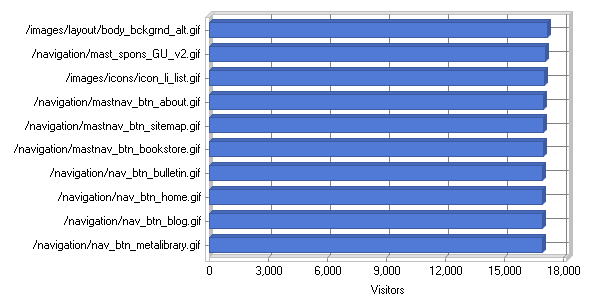 /images/layout/body_bckgrnd_alt.gif
/navigation/mast_spons_GU_v2.gif
/images/icons/icon_li_list.gif
/navigation/mastnav_btn_about.gif
/navigation/mastnav_btn_sitemap.gif
/navigation/mastnav_btn_bookstore.gif
/navigation/nav_btn_bulletin.gif
/navigation/nav_btn_home.gif
/navigation/nav_btn_blog.gif
/navigation/nav_btn_metalibrary.gif
0 3,000 6,000 9,000 12,000 15,000 18,000
Visitors